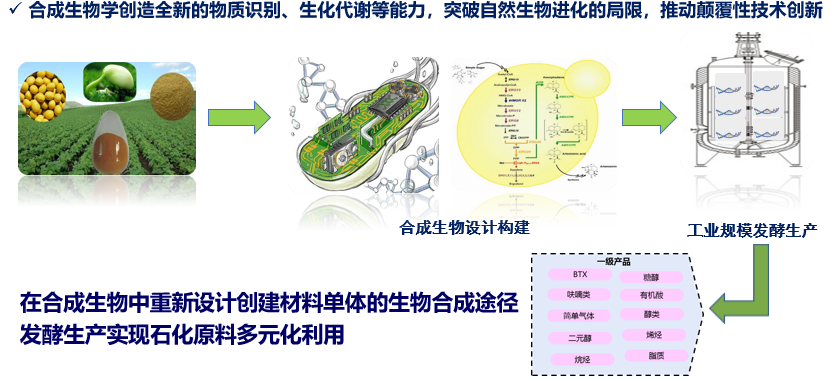 ✓ 合成生物学创造全新的物质识别、生化代谢等能力，突破自然生物进化的局限，推动颠覆性技术创新
合成生物设计构建
工业规模发酵生产
在合成生物中重新设计创建材料单体的生物合成途径
发酵生产实现石化原料多元化利用
一级产品
BTX
糖醇
呋喃类
有机酸
简单气体
醇类
二元醇
烯烃
烷烃
脂质